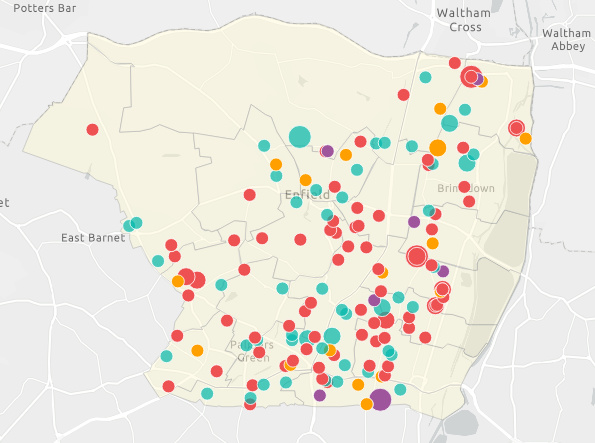 Potters Bar
Waltham
Cross
Waltham
Abbey
Enfield
Brimsdown
et
East Barnet
Palmers
Green